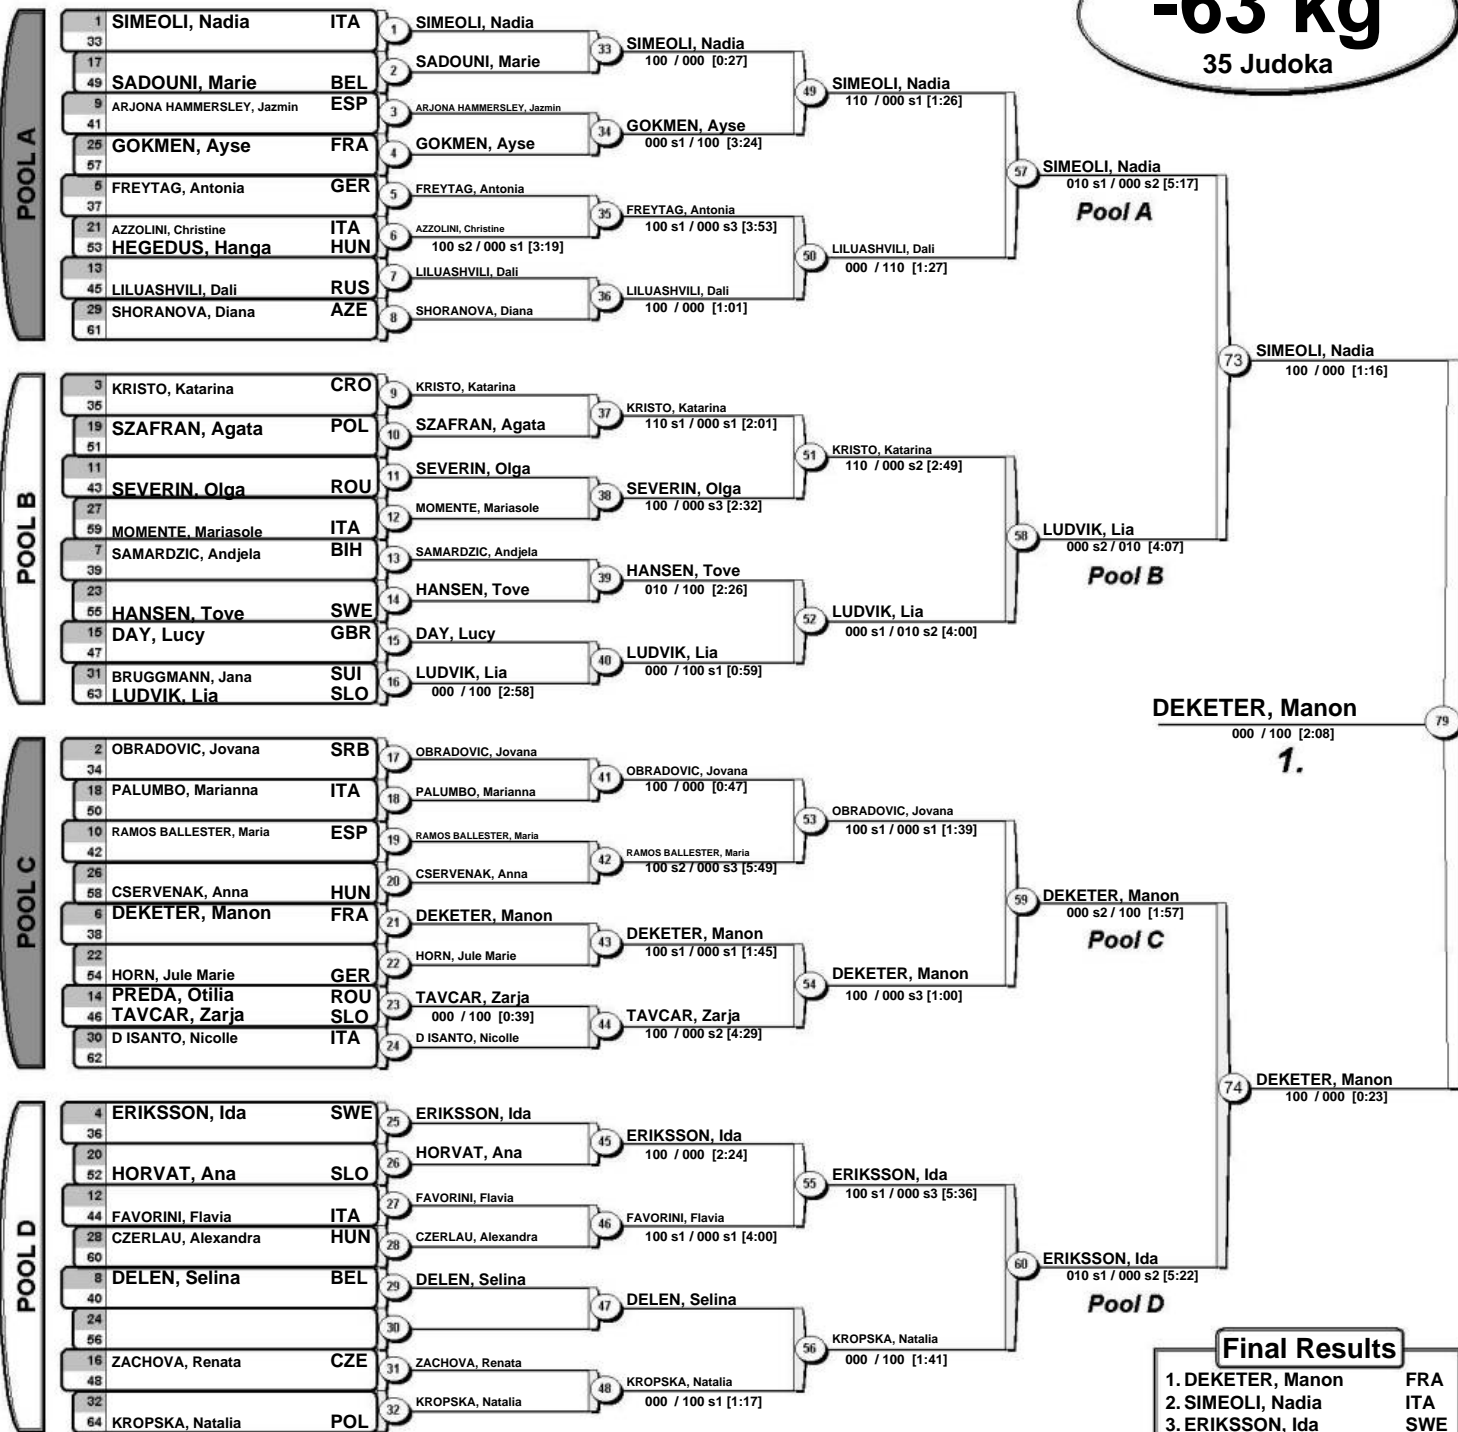 -63 kg
35 Judoka
POOL A
1 SIMEOLI, Nadia ITA
33
17
49 SADOUNI, Marie BEL
9 ARJONA HAMMERSLEY, Jazmin ESP
41
25 GOKMEN, Ayse FRA
57
5 FREYTAG, Antonia GER
37
21 AZZOLINI, Christine ITA
53 HEGEDUS, Hanga HUN
13
45 LILUASHVILI, Dali RUS
29 SHORANOVA, Diana AZE
61
1 SIMEOLI, Nadia
2 SADOUNI, Marie
3 ARJONA HAMMERSLEY, Jazmin
4 GOKMEN, Ayse
5 FREYTAG, Antonia
6 AZZOLINI, Christine
100 s2 / 000 s1 [3:19]
7 LILUASHVILI, Dali
8 SHORANOVA, Diana
33 SIMEOLI, Nadia
100 / 000 [0:27]
34 GOKMEN, Ayse
000 s1 / 100 [3:24]
35 FREYTAG, Antonia
100 s1 / 000 s3 [3:53]
36 LILUASHVILI, Dali
100 / 000 [1:01]
49 SIMEOLI, Nadia
110 / 000 s1 [1:26]
50 LILUASHVILI, Dali
000 / 110 [1:27]
57 SIMEOLI, Nadia
010 s1 / 000 s2 [5:17]
Pool A
POOL B
3 KRISTO, Katarina CRO
35
19 SZAFRAN, Agata POL
51
11
43 SEVERIN, Olga ROU
27
59 MOMENTE, Mariasole ITA
7 SAMARDZIC, Andjela BIH
39
23
55 HANSEN, Tove SWE
15 DAY, Lucy GBR
47
31 BRUGGMANN, Jana SUI
63 LUDVIK, Lia SLO
9 KRISTO, Katarina
10 SZAFRAN, Agata
11 SEVERIN, Olga
12 MOMENTE, Mariasole
13 SAMARDZIC, Andjela
14 HANSEN, Tove
15 DAY, Lucy
16 LUDVIK, Lia
000 / 100 [2:58]
37 KRISTO, Katarina
110 s1 / 000 s1 [2:01]
38 SEVERIN, Olga
100 / 000 s3 [2:32]
39 HANSEN, Tove
010 / 100 [2:26]
40 LUDVIK, Lia
000 / 100 s1 [0:59]
51 KRISTO, Katarina
110 / 000 s2 [2:49]
52 LUDVIK, Lia
000 s1 / 010 s2 [4:00]
58 LUDVIK, Lia
000 s2 / 010 [4:07]
Pool B
73 SIMEOLI, Nadia
100 / 000 [1:16]
DEKETER, Manon 79
000 / 100 [2:08]
1.
POOL C
2 OBRADOVIC, Jovana SRB
34
18 PALUMBO, Marianna ITA
50
10 RAMOS BALLESTER, Maria ESP
42
26
58 CSERVENAK, Anna HUN
6 DEKETER, Manon FRA
38
22
54 HORN, Jule Marie GER
14 PREDA, Otilia ROU
46 TAVCAR, Zarja SLO
30 D ISANTO, Nicolle ITA
62
17 OBRADOVIC, Jovana
18 PALUMBO, Marianna
19 RAMOS BALLESTER, Maria
20 CSERVENAK, Anna
21 DEKETER, Manon
22 HORN, Jule Marie
23 TAVCAR, Zarja
000 / 100 [0:39]
24 D ISANTO, Nicolle
41 OBRADOVIC, Jovana
100 / 000 [0:47]
42 RAMOS BALLESTER, Maria
100 s2 / 000 s3 [5:49]
43 DEKETER, Manon
100 s1 / 000 s1 [1:45]
44 TAVCAR, Zarja
100 / 000 s2 [4:29]
53 OBRADOVIC, Jovana
100 s1 / 000 s1 [1:39]
54 DEKETER, Manon
100 / 000 s3 [1:00]
59 DEKETER, Manon
000 s2 / 100 [1:57]
Pool C
74 DEKETER, Manon
100 / 000 [0:23]
POOL D
4 ERIKSSON, Ida SWE
36
20
52 HORVAT, Ana SLO
12
44 FAVORINI, Flavia ITA
28 CZERLAU, Alexandra HUN
60
8 DELEN, Selina BEL
40
24
56
16 ZACHOVA, Renata CZE
48
32
64 KROPSKA, Natalia POL
25 ERIKSSON, Ida
26 HORVAT, Ana
27 FAVORINI, Flavia
28 CZERLAU, Alexandra
29 DELEN, Selina
30
31 ZACHOVA, Renata
32 KROPSKA, Natalia
45 ERIKSSON, Ida
100 / 000 [2:24]
46 FAVORINI, Flavia
100 s1 / 000 s1 [4:00]
47 DELEN, Selina
48 KROPSKA, Natalia
000 / 100 s1 [1:17]
55 ERIKSSON, Ida
100 s1 / 000 s3 [5:36]
56 KROPSKA, Natalia
000 / 100 [1:41]
60 ERIKSSON, Ida
010 s1 / 000 s2 [5:22]
Pool D
Final Results
1. DEKETER, Manon FRA
2. SIMEOLI, Nadia ITA
3. ERIKSSON, Ida SWE